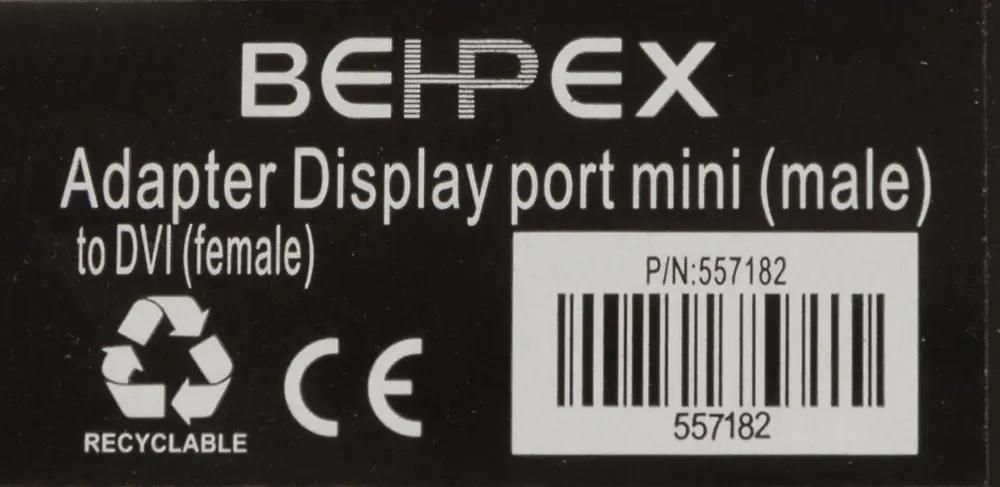 BEHPEX
Adapter Display port mini (male)
to DVI (female)
P/N:557182
557182
RECYCLABLE
CE